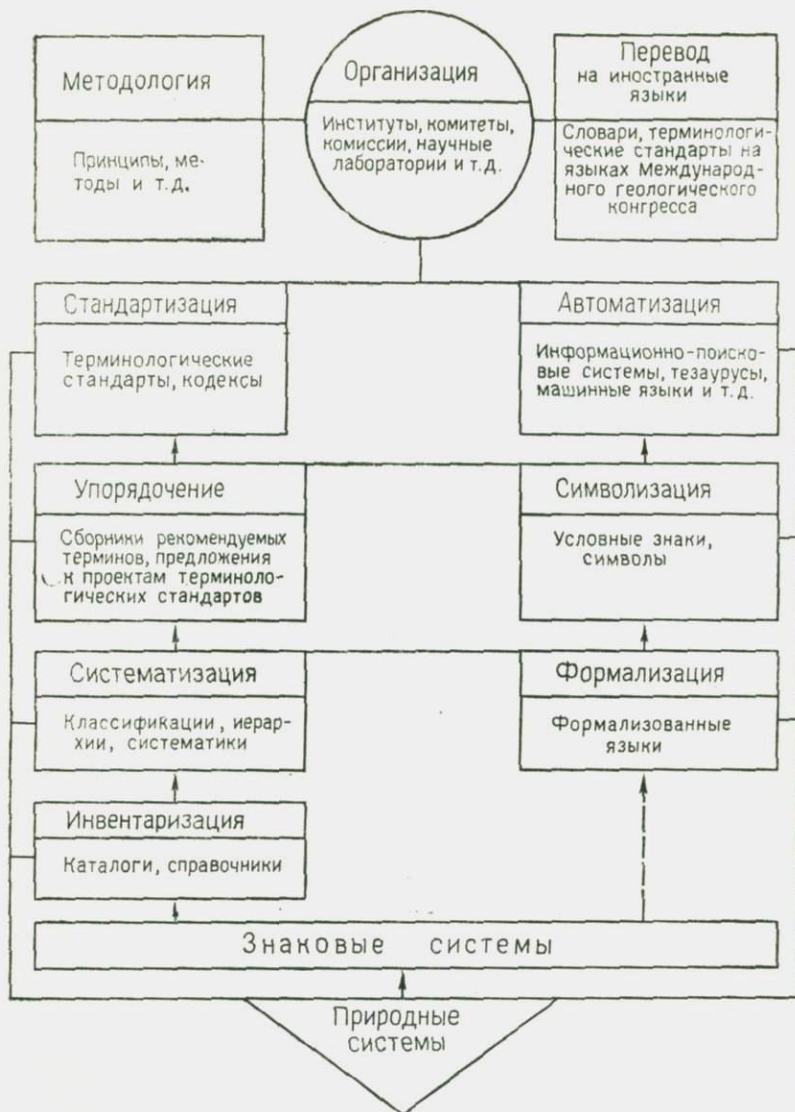 Методология
Принципы, ме-
тоды и т.д.
Организация
Институты, комитеты,
комиссии, научные
лаборатории и т.д.
Перевод
на иностранные
языки
Словари, терминологи-
ческие стандарты на
языках Международ-
ного геологического
конгресса
Стандартизация
Терминологические
стандарты, кодексы
Автоматизация
Информационно-поиско-
вые системы, тезаурусы,
машинные языки и т.д.
Упорядочение
Сборники рекомендуемых
терминов, предложения
к проектам терминоло-
гических стандартов
Символизация
Условные знаки,
символы
Систематизация
Классификации, иерар-
хии, систематики
Формализация
Формализованные
языки
Инвентаризация
Каталоги, справочники
Знаковые системы
Природные
системы